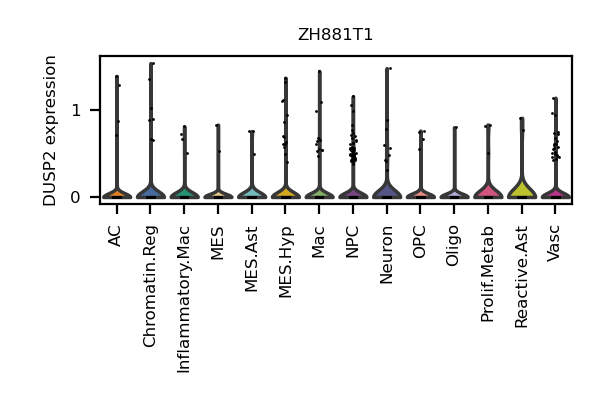 ZH881T1
DUSP2 expression
1
0
AC
Chromatin.Reg
Inflammatory.Mac
MES
MES.Ast
MES.Hyp
Mac
NPC
Neuron
OPC
Oligo
Prolif.Metab
Reactive.Ast
Vasc